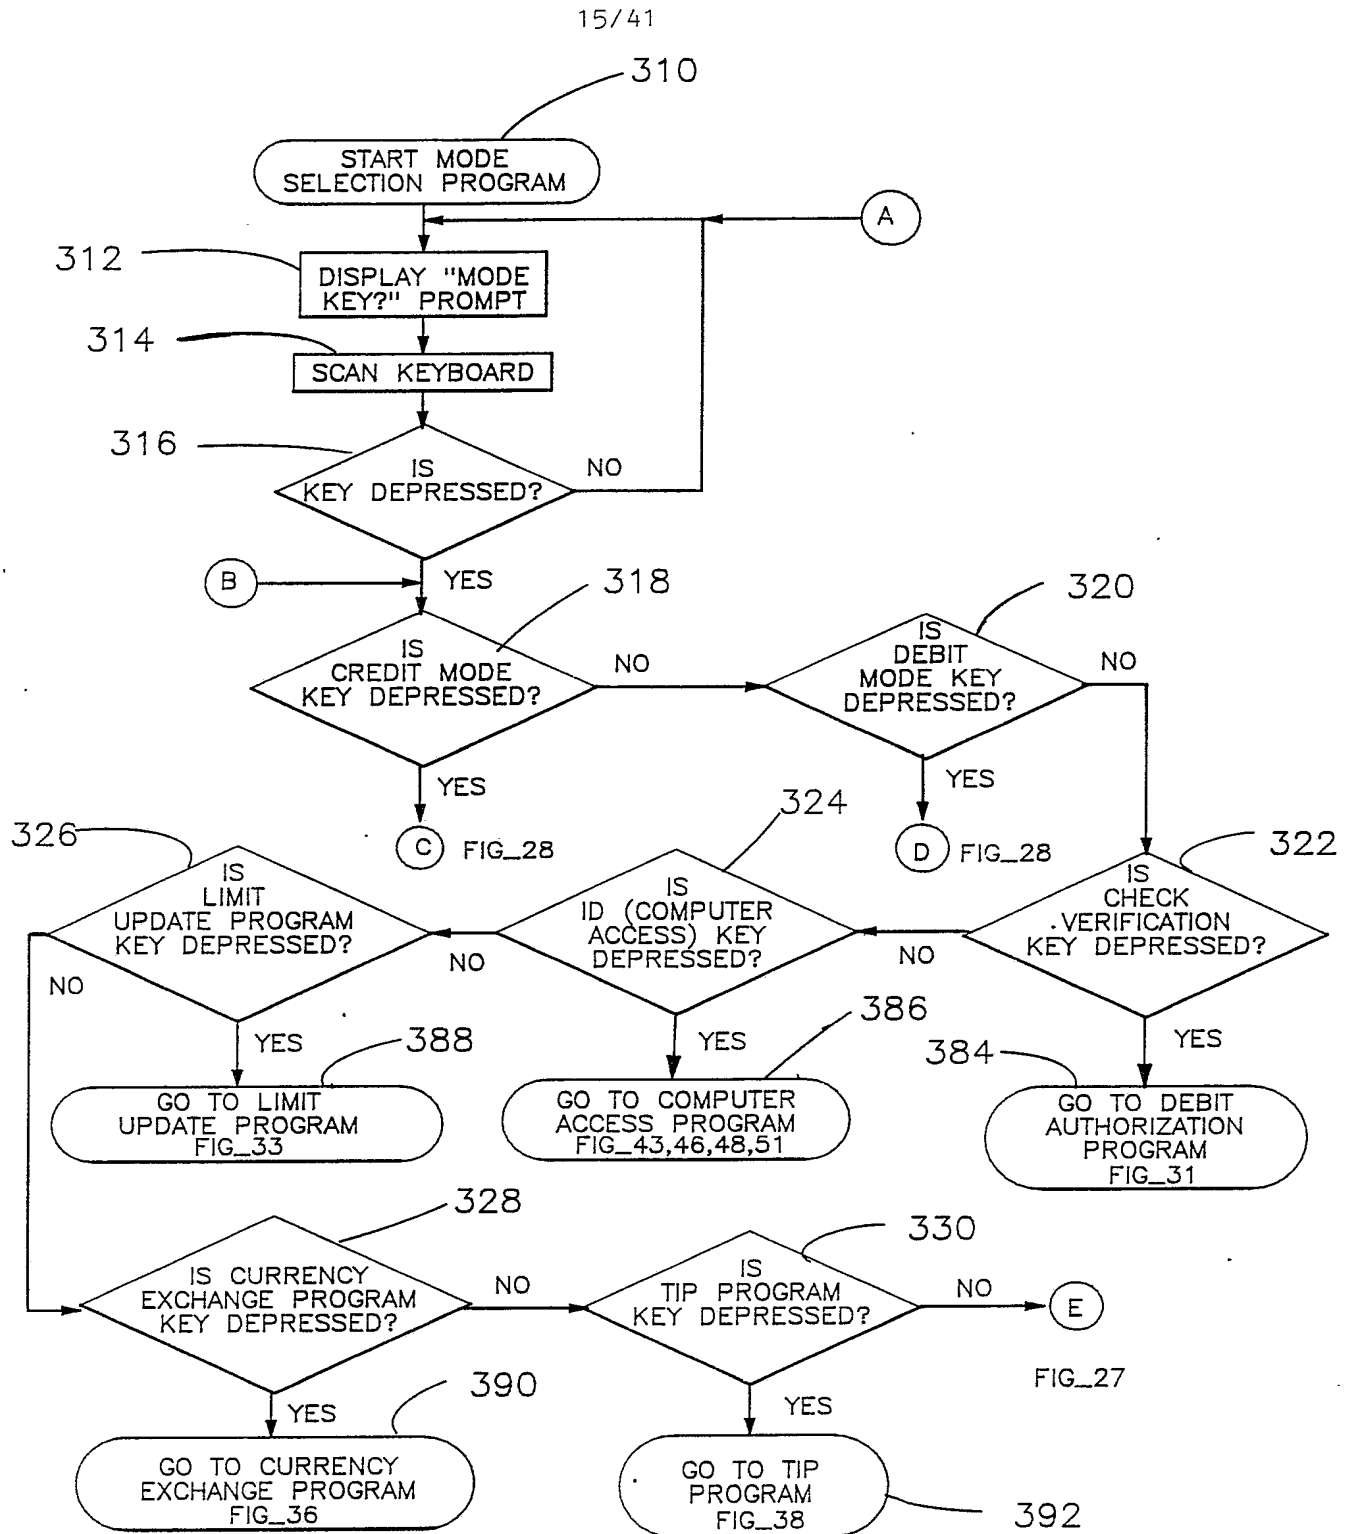 15/41
310
START MODE
SELECTION PROGRAM
A
312
DISPLAY "MODE
KEY?" PROMPT
314
SCAN KEYBOARD
316
IS
KEY DEPRESSED?
NO
B
YES
318
320
IS
CREDIT MODE
KEY DEPRESSED?
NO
IS
DEBIT
MODE KEY
DEPRESSED?
NO
YES
YES
C
FIG_28
D
FIG_28
326
324
322
IS
LIMIT
UPDATE PROGRAM
KEY DEPRESSED?
IS
ID (COMPUTER
ACCESS) KEY
DEPRESSED?
IS
CHECK
VERIFICATION
KEY DEPRESSED?
NO
NO
NO
YES
YES
YES
388
386
384
GO TO LIMIT
UPDATE PROGRAM
FIG_33
GO TO COMPUTER
ACCESS PROGRAM
FIG_43,46,48,51
GO TO DEBIT
AUTHORIZATION
PROGRAM
FIG_31
328
330
IS CURRENCY
EXCHANGE PROGRAM
KEY DEPRESSED?
NO
IS
TIP PROGRAM
KEY DEPRESSED?
NO
E
FIG_27
YES
YES
390
GO TO CURRENCY
EXCHANGE PROGRAM
FIG_36
GO TO TIP
PROGRAM
FIG_38
392